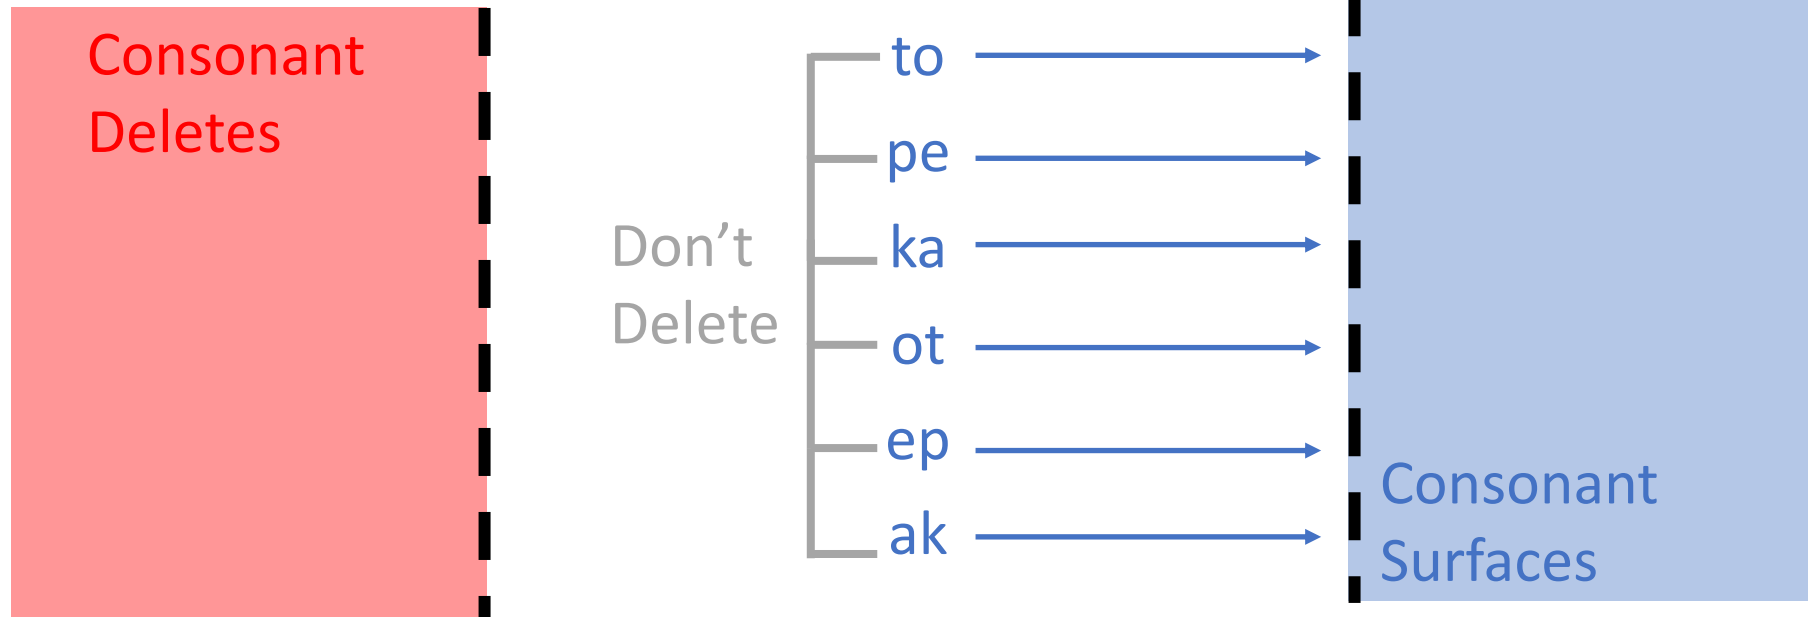 Consonant
Deletes
Don’t
Delete
to
pe
ka
ot
ep
ak
Consonant
Surfaces